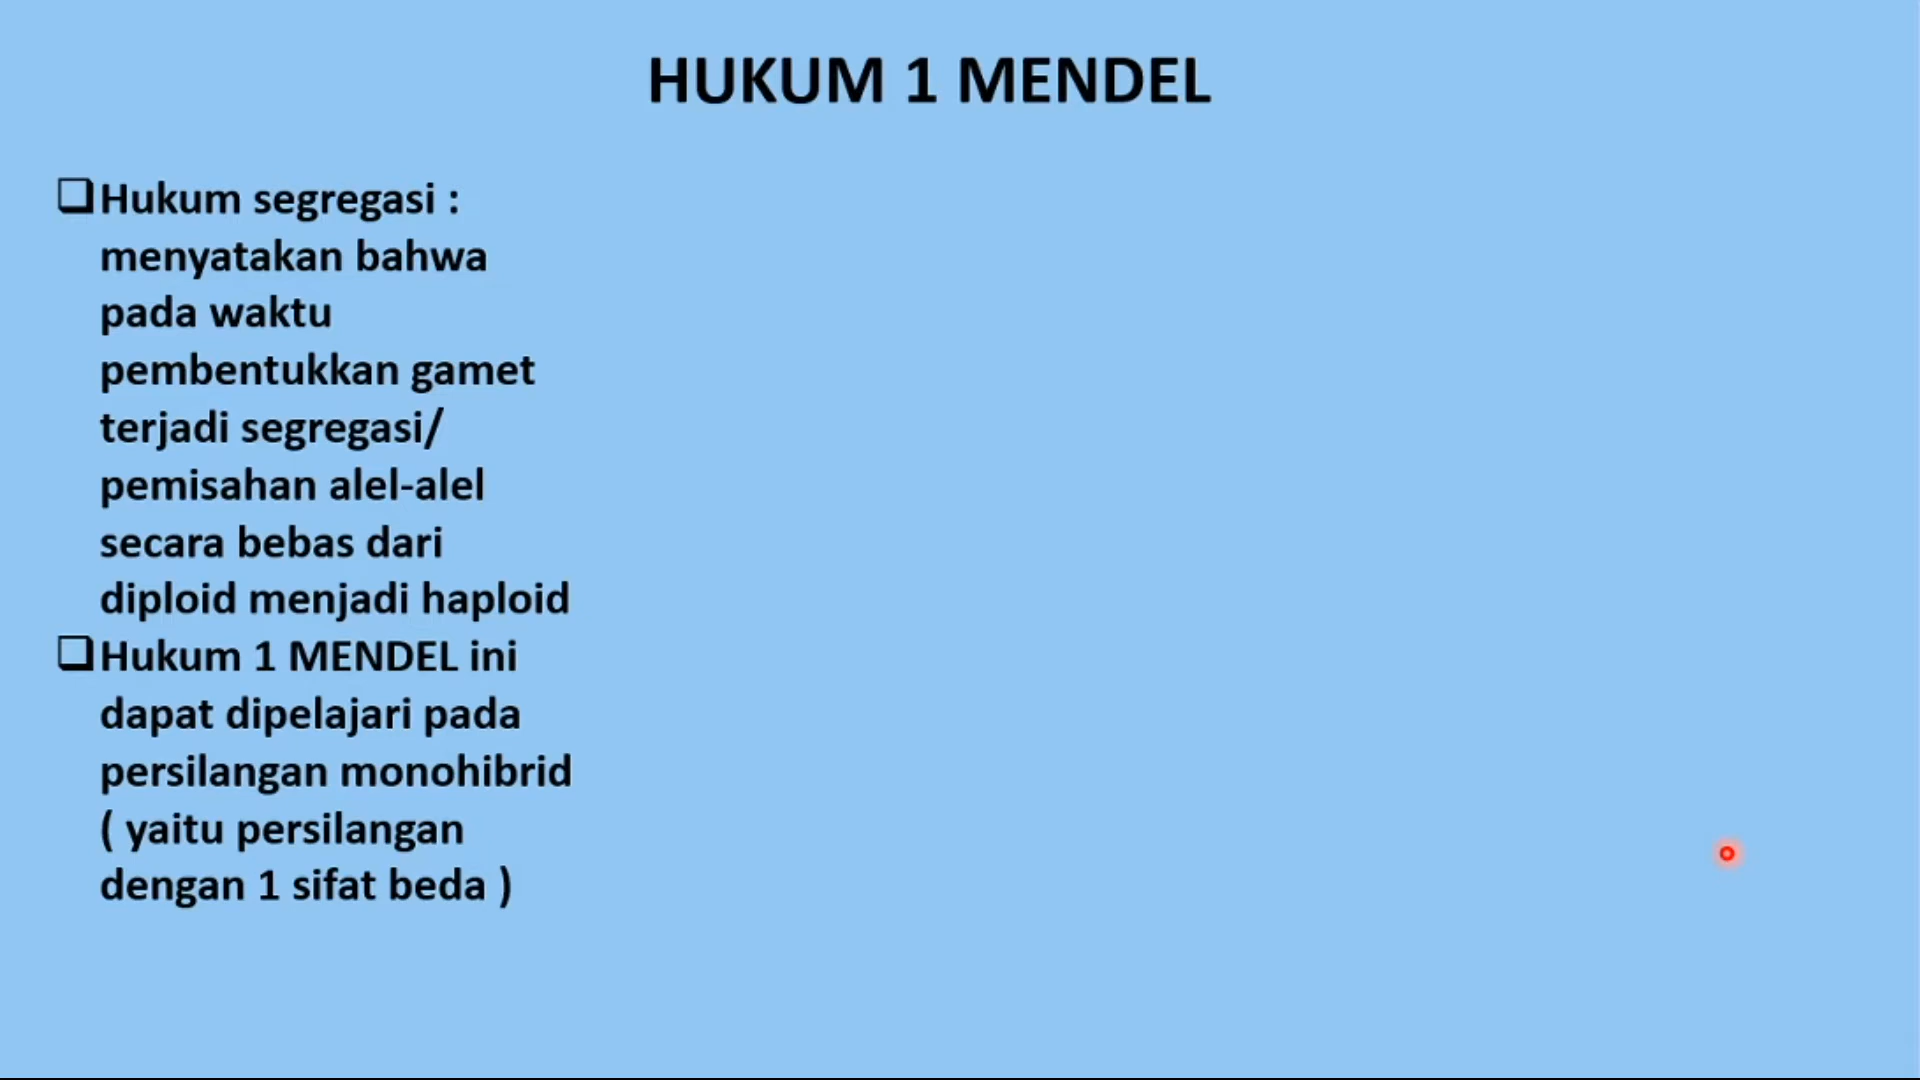 HUKUM 1 MENDEL
Hukum segregasi :
menyatakan bahwa
pada waktu
pembentukkan gamet
terjadi segregasi/
pemisahan alel-alel
secara bebas dari
diploid menjadi haploid
Hukum 1 MENDEL ini
dapat dipelajari pada
persilangan monohibrid
( yaitu persilangan
dengan 1 sifat beda )